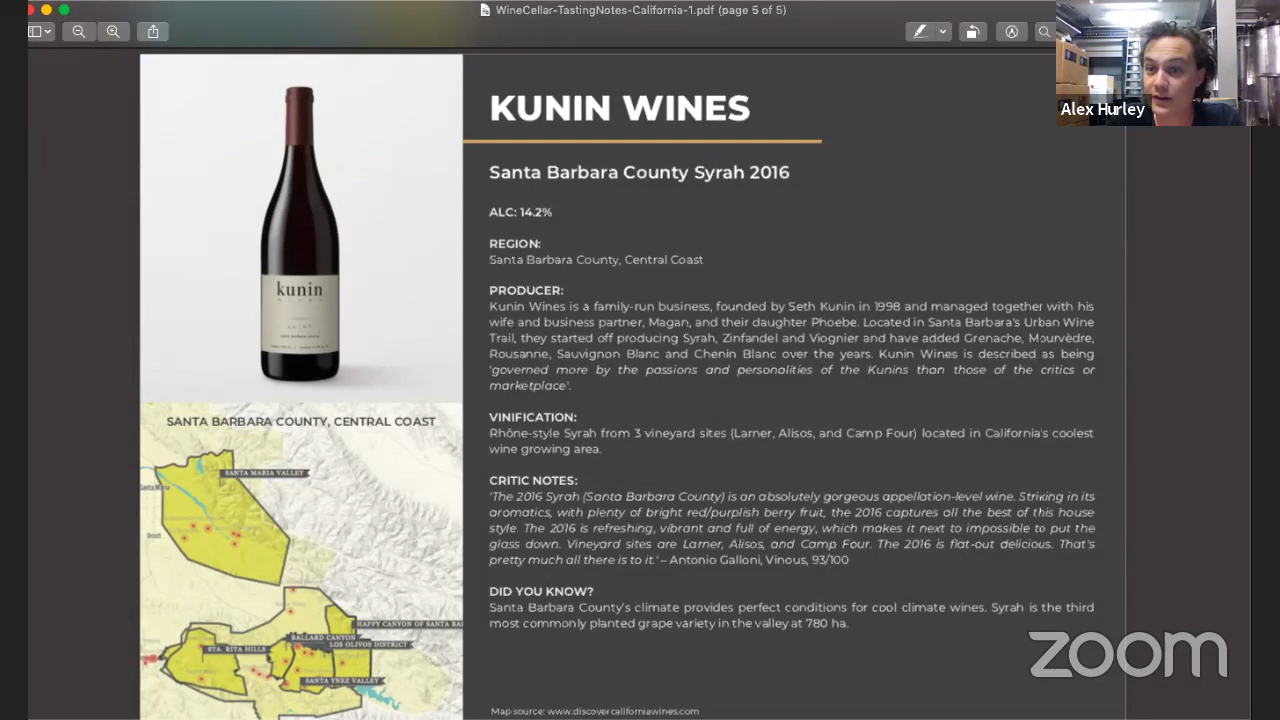 WineCellar-TastingNotes-California-1.pdf (page 5 of 5)
Alex Hurley
KUNIN WINES
Santa Barbara County Syrah 2016
ALC: 14.2%
REGION:
Santa Barbara County, Central Coast
PRODUCER:
Kunin Wines is a family-run business, founded by Seth Kunin in 1998 and managed together with his
wife and business partner, Magan, and their daughter Phoebe. Located in Santa Barbara's Urban Wine
Trail, they started off producing Syrah, Zinfandel and Viognier and have added Grenache, Mourvèdre,
Rousanne, Sauvignon Blanc and Chenin Blanc over the years. Kunin Wines is described as being
'governed more by the passions and personalities of the Kunins than those of the critics or
marketplace'.
VINIFICATION:
Rhône-style Syrah from 3 vineyard sites (Larner, Alisos, and Camp Four) located in California's coolest
wine growing area.
CRITIC NOTES:
'The 2016 Syrah (Santa Barbara County) is an absolutely gorgeous appellation-level wine. Striking in its
aromatics, with plenty of bright red/purplish berry fruit, the 2016 captures all the best of this house
style. The 2016 is refreshing, vibrant and full of energy, which makes it next to impossible to put the
glass down. Vineyard sites are Larner, Alisos, and Camp Four. The 2016 is flat-out delicious. That's
pretty much all there is to it.' – Antonio Galloni, Vinous, 93/100
DID YOU KNOW?
Santa Barbara County's climate provides perfect conditions for cool climate wines. Syrah is the third
most commonly planted grape variety in the valley at 780 ha.
Map source: www.discovercaliforniawines.com
kunin
SANTA BARBARA COUNTY, CENTRAL COAST
SANTA MARIA VALLEY
Santa Maria
Orcutt
HAPPY CANYON OF SANTA BAR
BALLARD CANYON
LOS OLIVOS DISTRICT
STA. RITA HILLS
SANTA YNEZ VALLEY
zoom